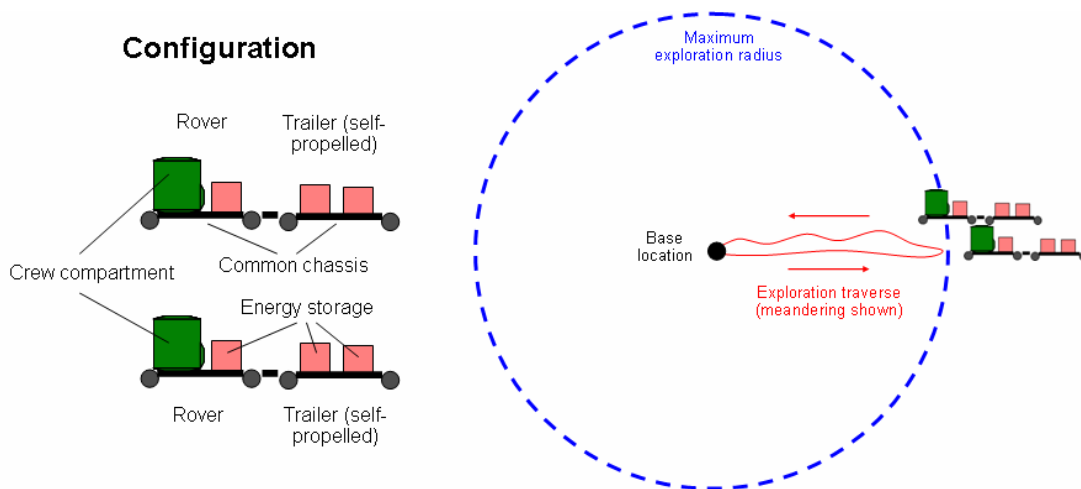 Configuration
Rover
Trailer (self-
propelled)
Crew compartment
Common chassis
Energy storage
Rover
Trailer (self-
propelled)
Maximum
exploration radius
Base
location
Exploration traverse
(meandering shown)